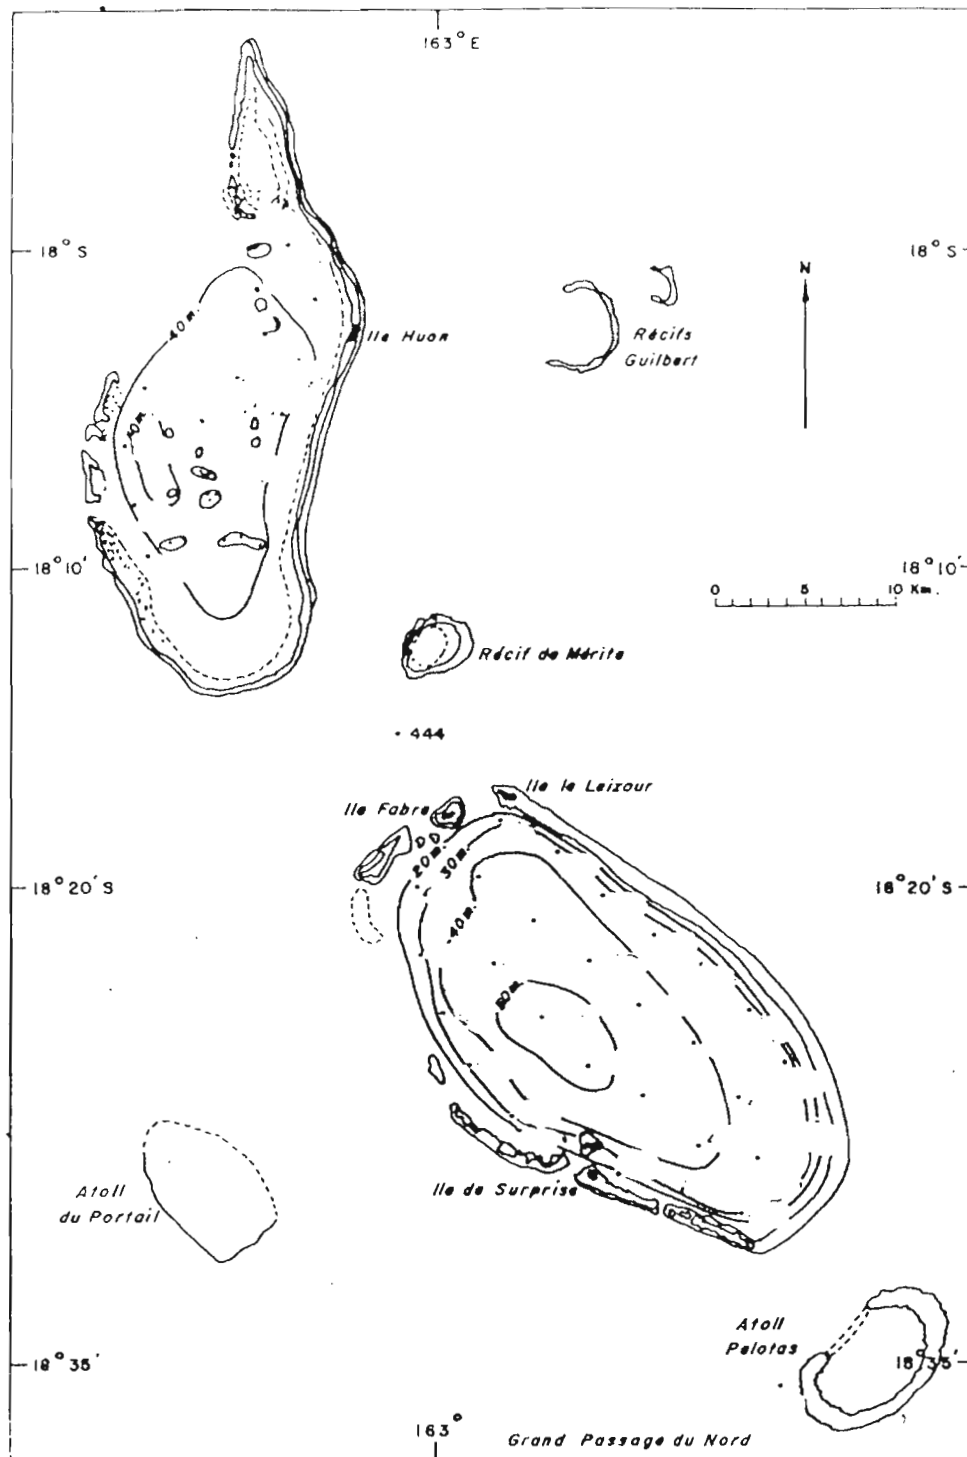 163° E
18° S
18° S
N
40 m.
Ile Huon
Récifs
Guilbert
40 m.
18° 10'
18° 10'
0 5 10 Km.
Récif de Mérite
444
Ile le Leizour
Ile Fabre
20 m.
30 m.
18° 20' S
18° 20' S
40 m.
Ile de Surprise
Atoll
du Portail
Atoll
Pelotas
18° 35'
18° 35'
163°
Grand Passage du Nord